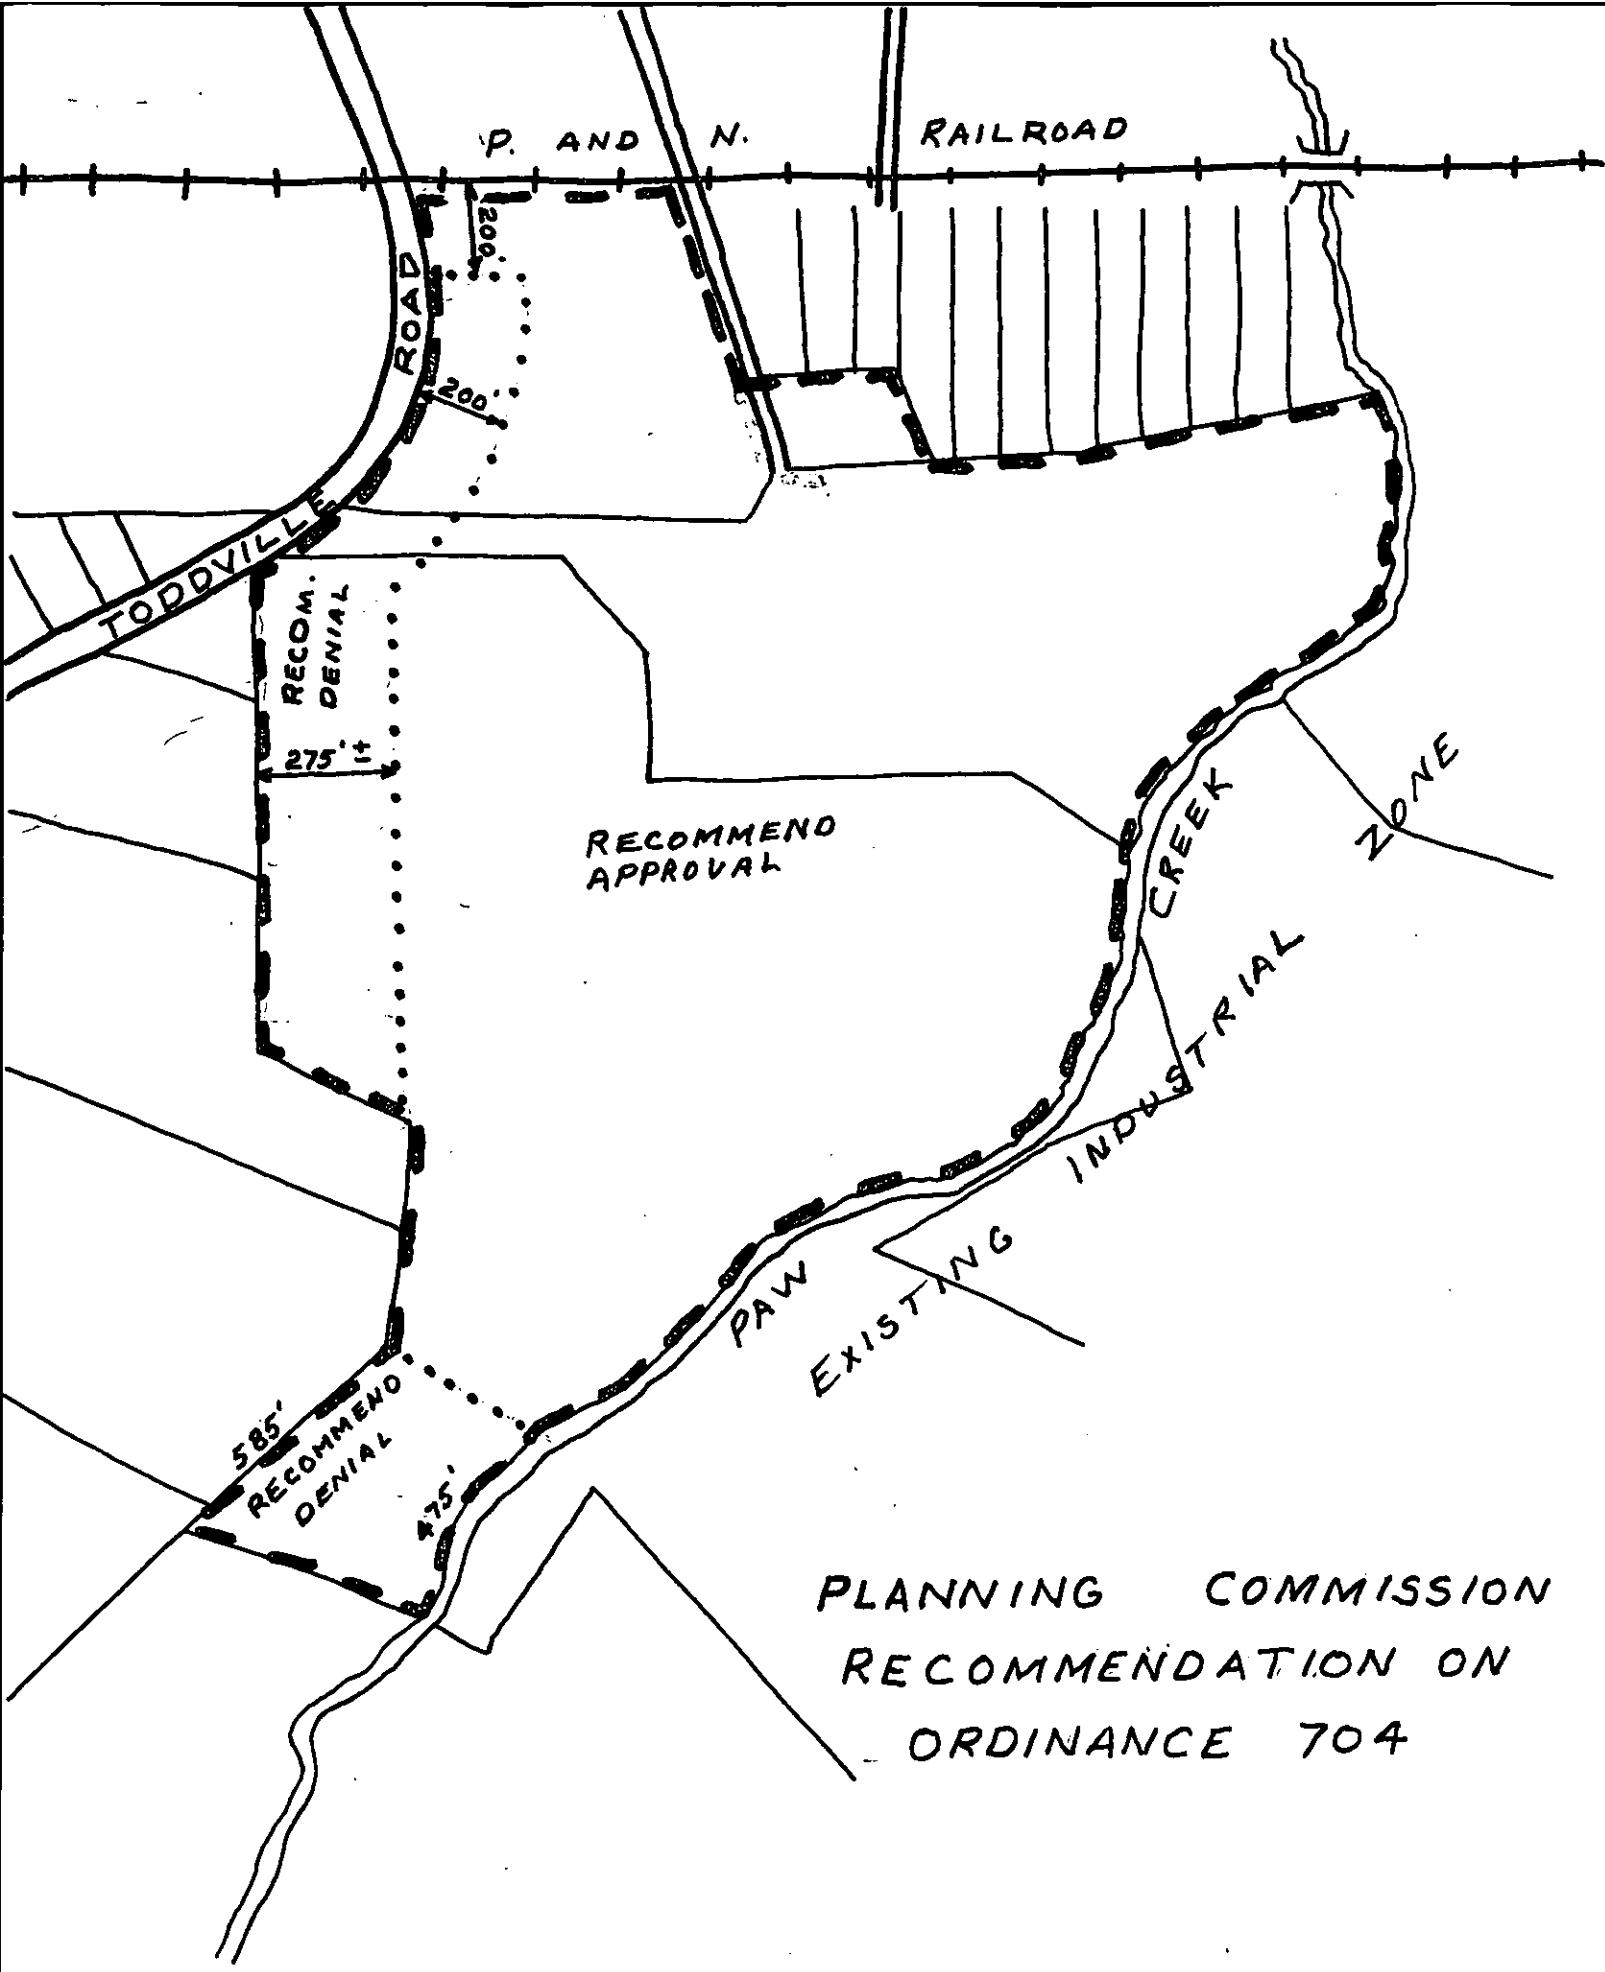 P. AND N. RAILROAD
200'
ROAD
200'
TODDVILLE
RECOM.
DENIAL
275'±
RECOMMEND
APPROVAL
ZONE
CREEK
INDUSTRIAL
PAW
EXISTING
585'
RECOMMEND
DENIAL
475'
PLANNING COMMISSION
RECOMMENDATION ON
ORDINANCE 704